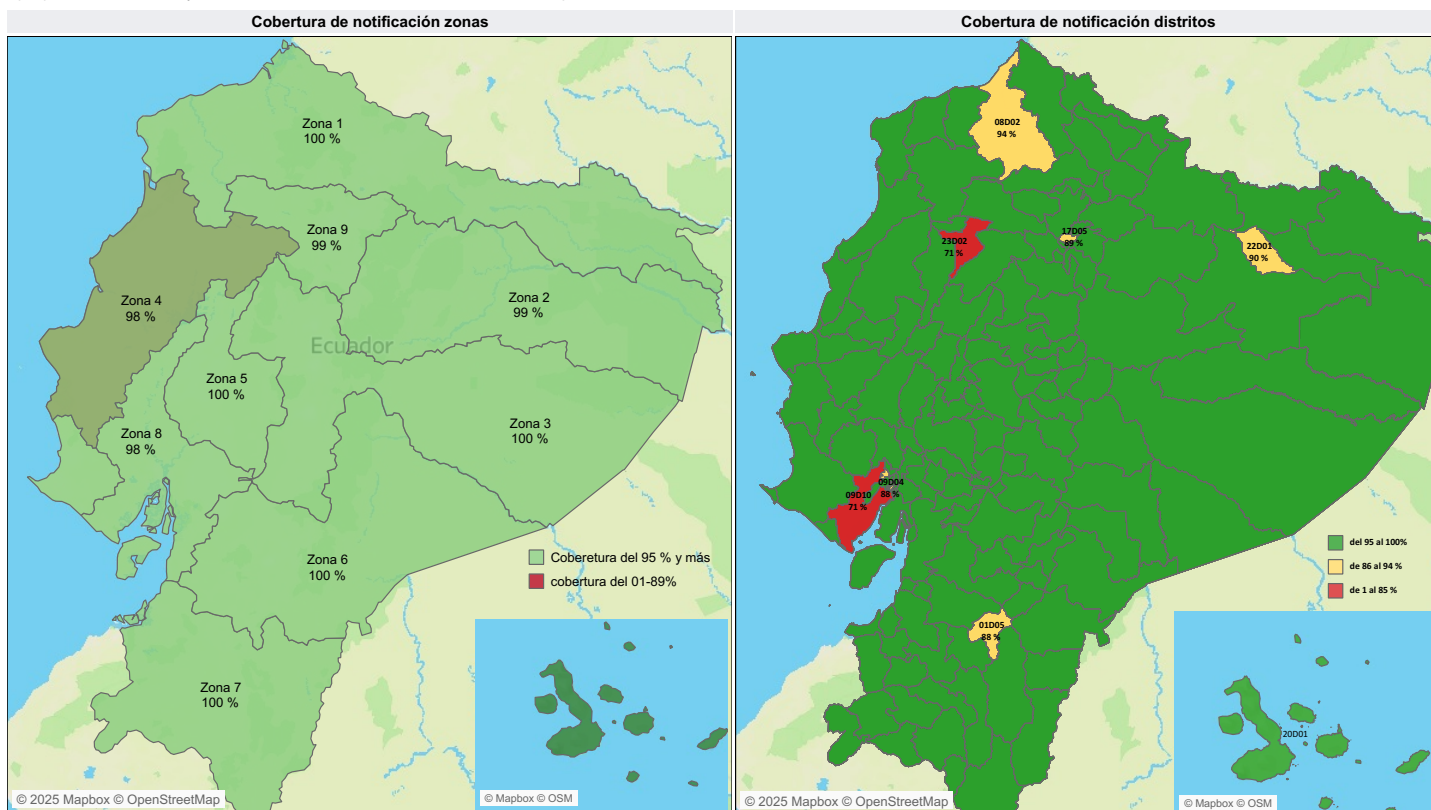 Cobertura de notificación zonas
Zona 1
100 %
Zona 9
99 %
Zona 4
98 %
Zona 2
99 %
Ecuador
Zona 5
100 %
Zona 3
100 %
Zona 8
98 %
Zona 6
100 %
Coberetura del 95 % y más
cobertura del 01-89%
Zona 7
100 %
© 2025 Mapbox © OpenStreetMap
© Mapbox © OSM
Cobertura de notificación distritos
08D02
94 %
17D05
89 %
23D02
71 %
22D01
90 %
09D04
88 %
09D10
71 %
del 95 al 100%
de 86 al 94 %
de 1 al 85 %
01D05
88 %
20D01
© 2025 Mapbox © OpenStreetMap
© Mapbox © OSM